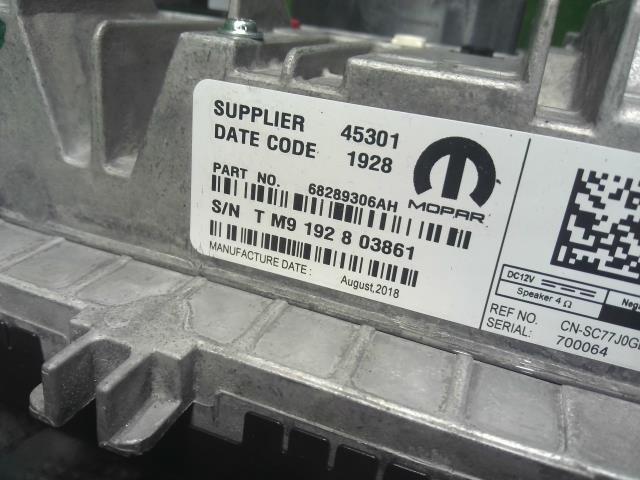 SUPPLIER 45301
DATE CODE 1928
PART NO. 68289306AH
MOPAR
S/N T M9 192 8 03861
MANUFACTURE DATE : August,2018
DC12V
Speaker 4 Ω
REF NO.
SERIAL: 700064